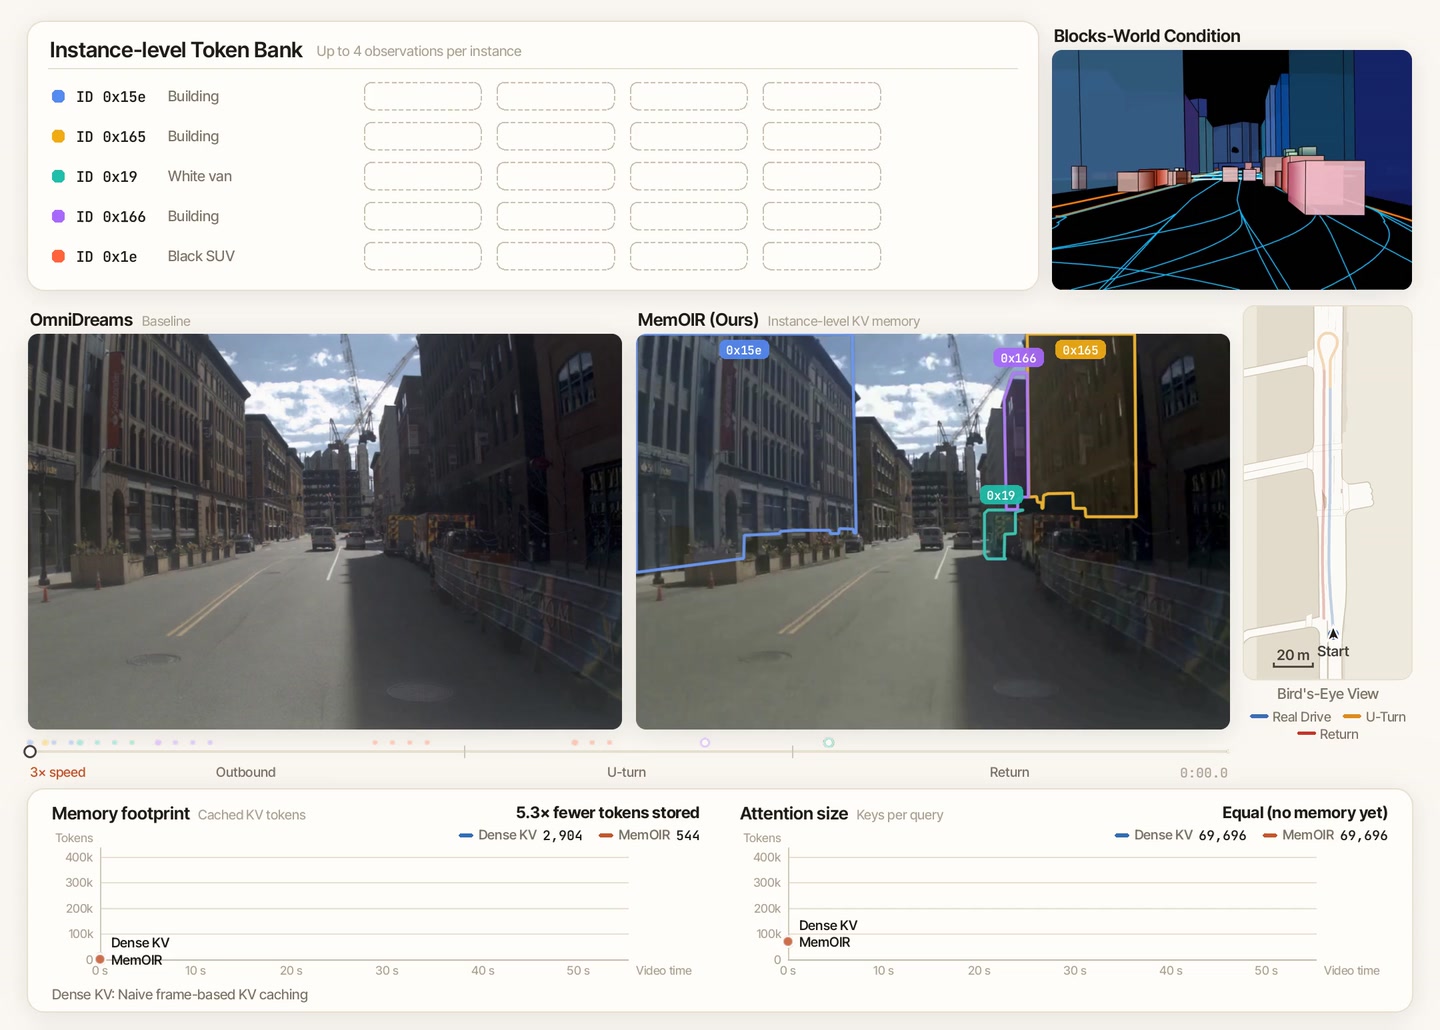 Instance-level Token Bank Up to 4 observations per instance
ID 0x15e Building
ID 0x165 Building
ID 0x19 White van
ID 0x166 Building
ID 0x1e Black SUV
Blocks-World Condition
OmniDreams Baseline
MemOIR (Ours) Instance-level KV memory
0x15e
0x166
0x165
0x19
20 m
Start
Bird's-Eye View
Real Drive U-Turn
Return
3× speed Outbound U-turn Return 0:00.0
Memory footprint Cached KV tokens 5.3× fewer tokens stored
Dense KV 2,904 MemOIR 544
Tokens
400k
300k
200k
100k
0
Dense KV
MemOIR
0 s 10 s 20 s 30 s 40 s 50 s Video time
Dense KV: Naive frame-based KV caching
Attention size Keys per query Equal (no memory yet)
Dense KV 69,696 MemOIR 69,696
Tokens
400k
300k
200k
100k
0
Dense KV
MemOIR
0 s 10 s 20 s 30 s 40 s 50 s Video time